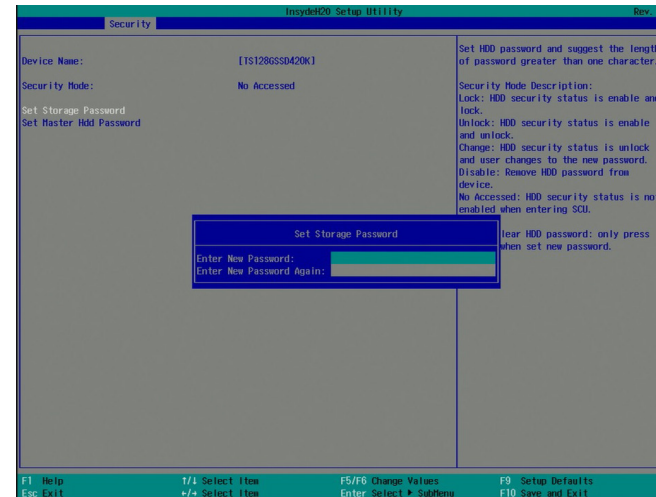 InsydeH20 Setup Utility Rev.
Security
Device Name: [TS128GSSD420K]
Security Mode: No Accessed
Set Storage Password
Set Master Hdd Password
Set HDD password and suggest the length
of password greater than one character.
Security Mode Description:
Lock: HDD security status is enable and
lock.
Unlock: HDD security status is enable
and unlock.
Change: HDD security status is unlock
and user changes to the new password.
Disable: Remove HDD password from
device.
No Accessed: HDD security status is no
enabled when entering SCU.
lear HDD password: only press
when set new password.
Set Storage Password
Enter New Password:
Enter New Password Again:
F1 Help ↑/↓ Select Item F5/F6 Change Values F9 Setup Defaults
Esc Exit ←/→ Select Item Enter Select ▶ SubMenu F10 Save and Exit